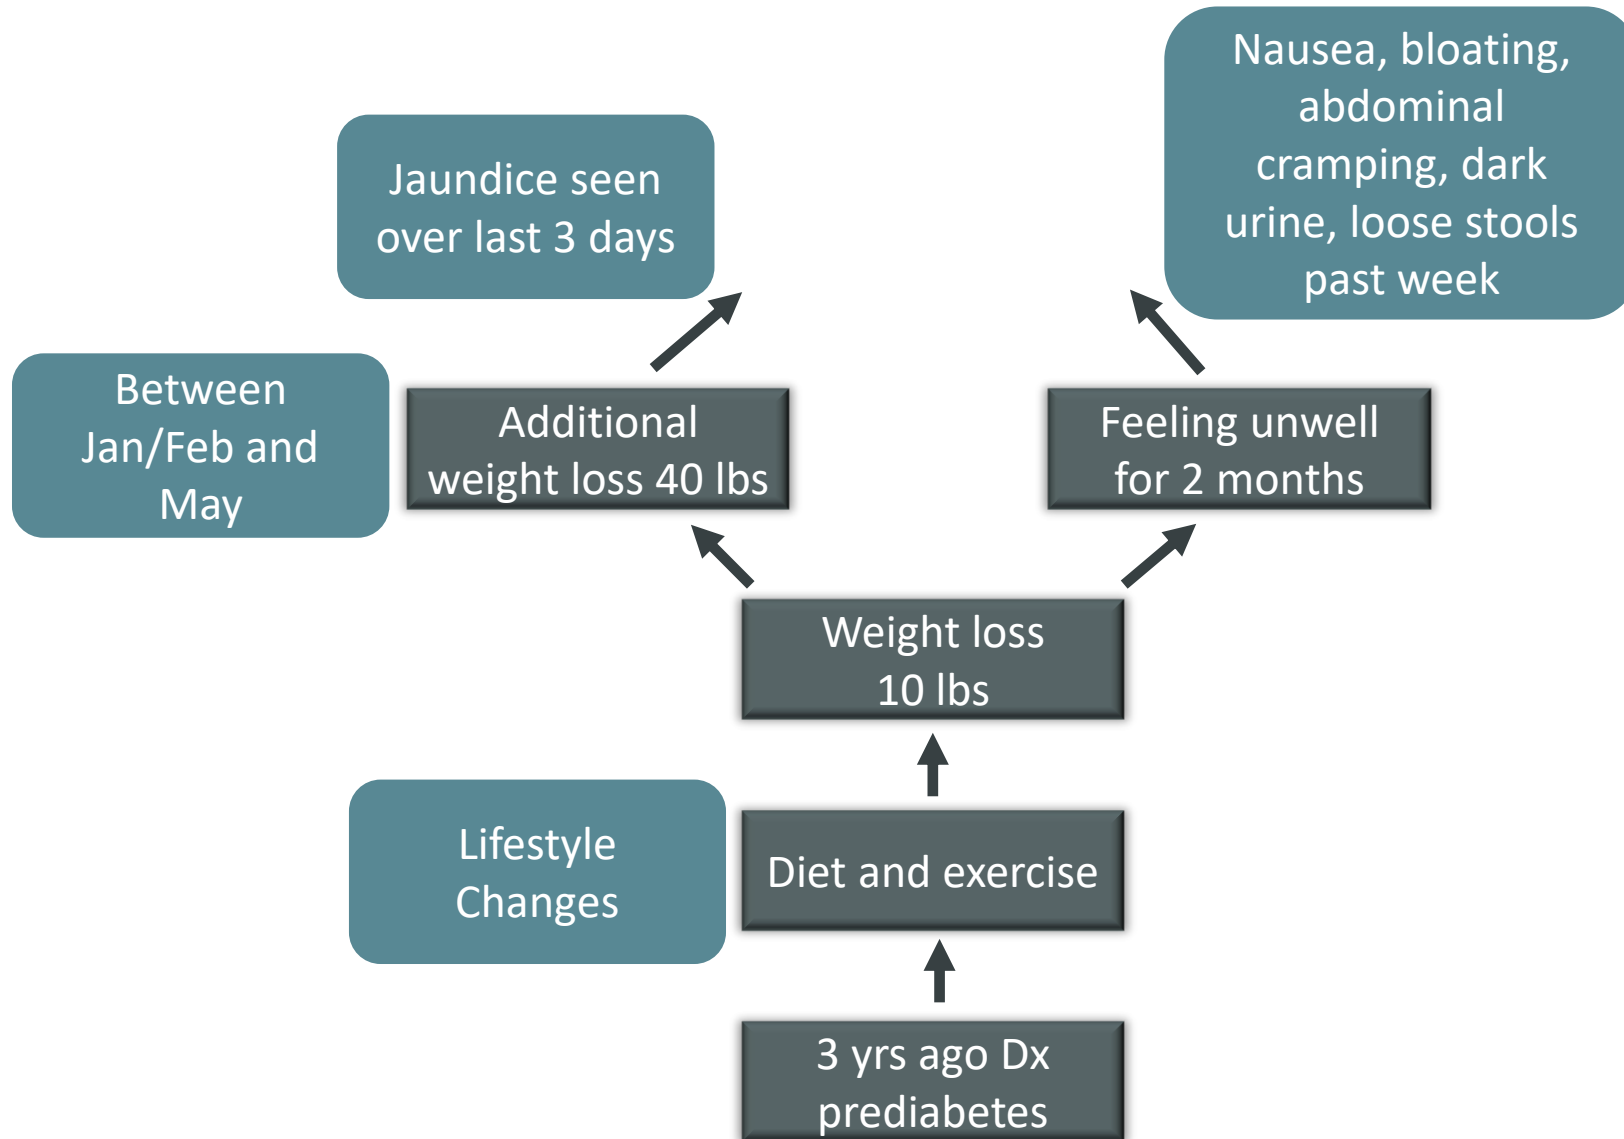 Nausea, bloating,
abdominal
cramping, dark
urine, loose stools
past week
Jaundice seen
over last 3 days
Between
Jan/Feb and
May
Additional
weight loss 40 lbs
Feeling unwell
for 2 months
Weight loss
10 lbs
Lifestyle
Changes
Diet and exercise
3 yrs ago Dx
prediabetes